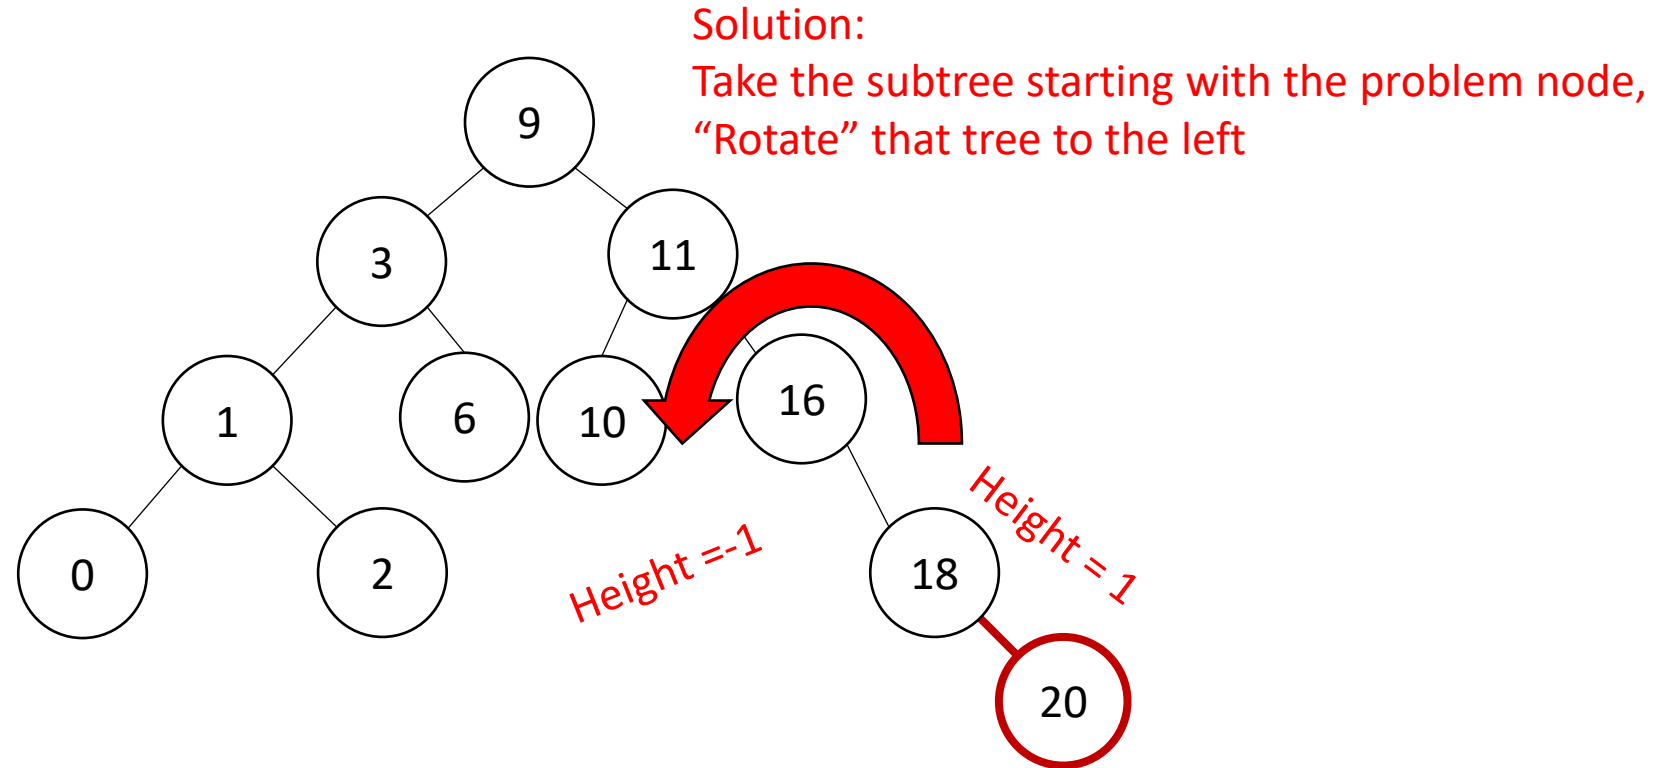 Solution:
Take the subtree starting with the problem node,
“Rotate” that tree to the left
9
3
11
1
6
10
16
0
2
18
20
Height =-1
Height = 1